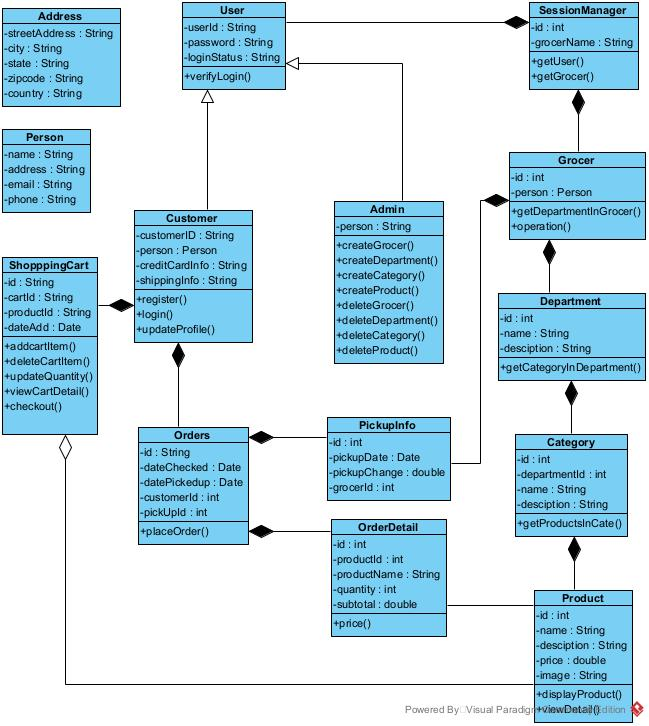 Address
-streetAddress : String
-city : String
-state : String
-zipcode : String
-country : String
User
-userId : String
-password : String
-loginStatus : String
+verifyLogin()
SessionManager
-id : int
-grocerName : String
+getUser()
+getGrocer()
Person
-name : String
-address : String
-email : String
-phone : String
Grocer
-id : int
-person : Person
+getDepartmentInGrocer()
+operation()
Customer
-customerID : String
-person : Person
-creditCardInfo : String
-shippingInfo : String
+register()
+login()
+updateProfile()
Admin
-person : String
+createGrocer()
+createDepartment()
+createCategory()
+createProduct()
+deleteGrocer()
+deleteDepartment()
+deleteCategory()
+deleteProduct()
ShopppingCart
-id : String
-cartId : String
-productId : String
-dateAdd : Date
+addcartItem()
+deleteCartItem()
+updateQuantity()
+viewCartDetail()
+checkout()
Department
-id : int
-name : String
-desciption : String
+getCategoryInDepartment()
Orders
-id : String
-dateChecked : Date
-datePickedup : Date
-customerId : int
-pickUpId : int
+placeOrder()
PickupInfo
-id : int
-pickupDate : Date
-pickupChange : double
-grocerId : int
Category
-id : int
-departmentId : int
-name : String
-desciption : String
+getProductsInCate()
OrderDetail
-id : int
-productId : int
-productName : String
-quantity : int
-subtotal : double
+price()
Product
-id : int
-name : String
-desciption : String
-price : double
-image : String
+displayProduct()
+viewDetail()
Powered By Visual Paradigm Edition